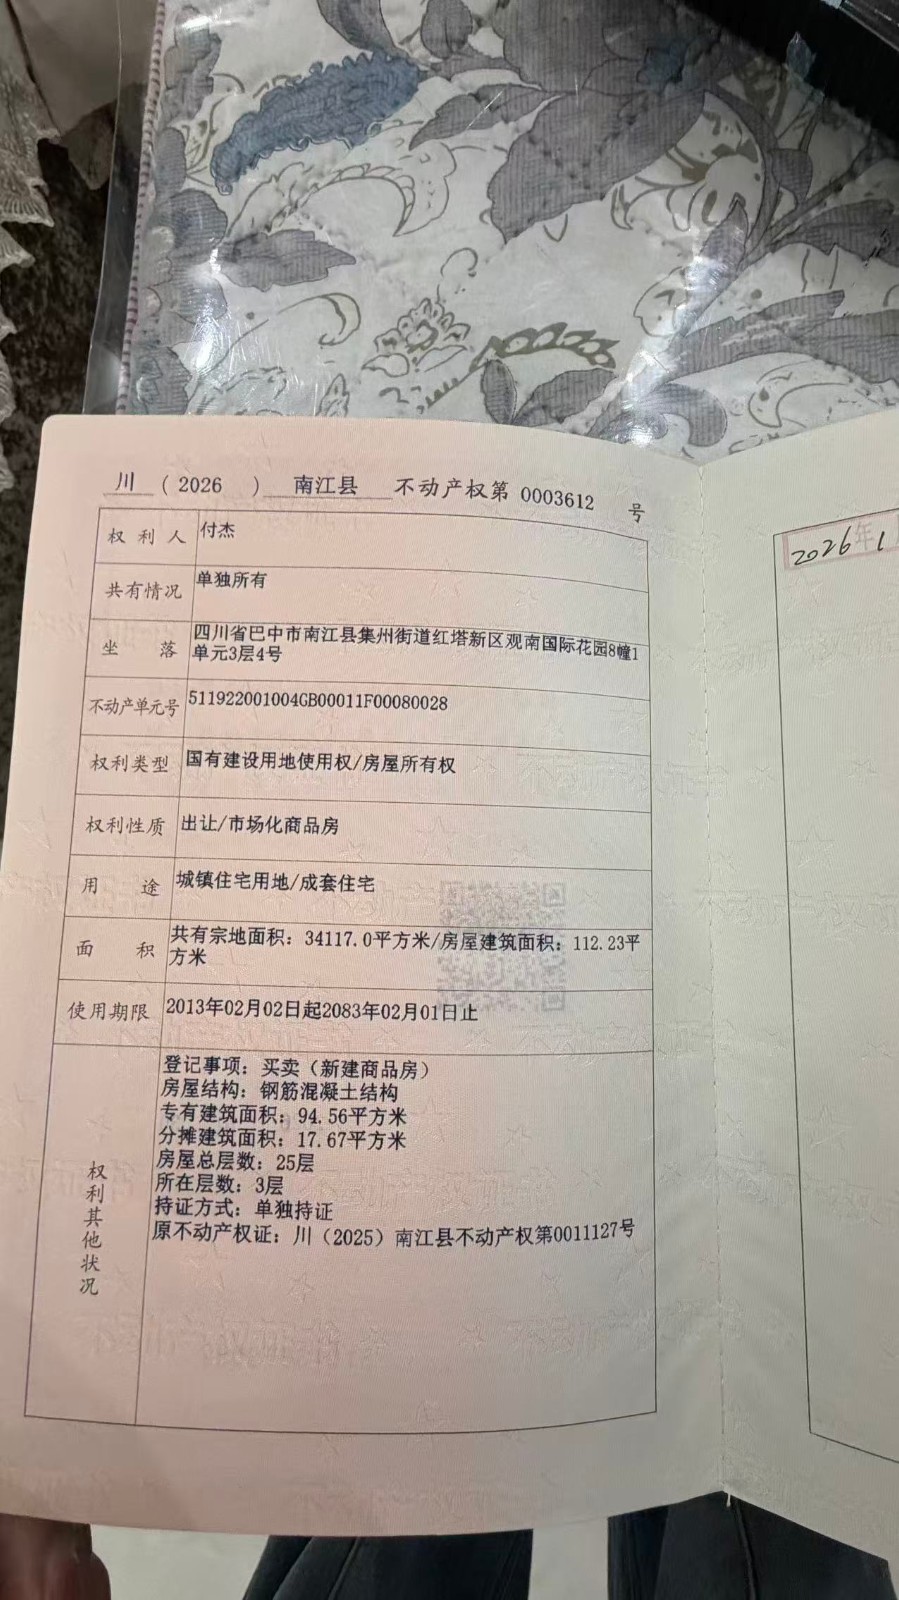 川 ( 2026 ) 南江县 不动产权第 0003612 号
权利人 付杰
共有情况 单独所有
坐落 四川省巴中市南江县集州街道红塔新区观南国际花园8幢1
单元3层4号
不动产单元号 511922001004GB00011F00080028
权利类型 国有建设用地使用权/房屋所有权
权利性质 出让/市场化商品房
用途 城镇住宅用地/成套住宅
面积 共有宗地面积：34117.0平方米/房屋建筑面积：112.23平
方米
使用期限 2013年02月02日起2083年02月01日止
权利其他状况
登记事项：买卖（新建商品房）
房屋结构：钢筋混凝土结构
专有建筑面积：94.56平方米
分摊建筑面积：17.67平方米
房屋总层数：25层
所在层数：3层
持证方式：单独持证
原不动产权证：川（2025）南江县不动产权第0011127号
2026年1